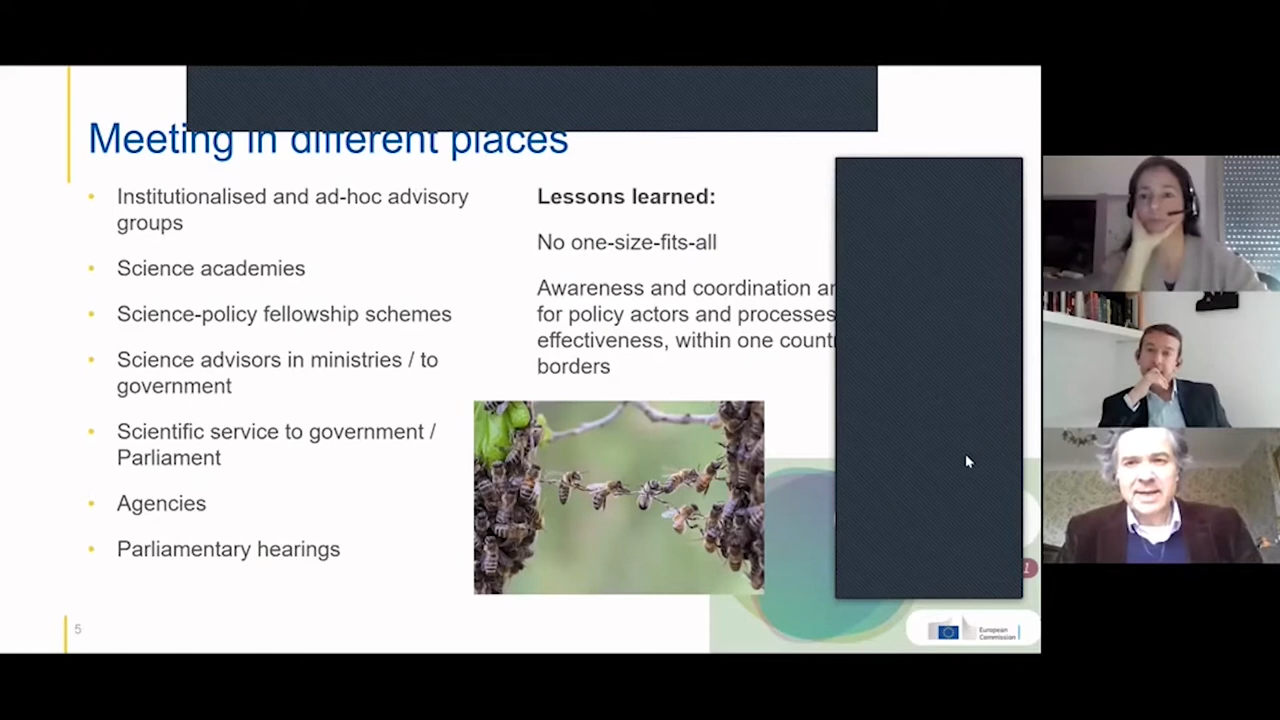 Meeting in different places
Institutionalised and ad-hoc advisory
groups
Science academies
Science-policy fellowship schemes
Science advisors in ministries / to
government
Scientific service to government /
Parliament
Agencies
Parliamentary hearings
Lessons learned:
No one-size-fits-all
Awareness and coordination
for policy actors and processes
effectiveness, within one
borders
5
1
European
Commission